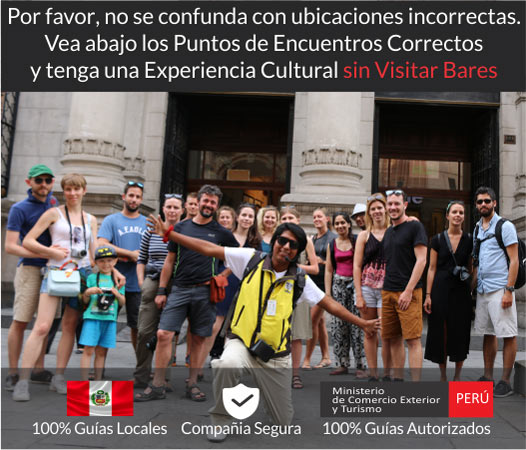 Por favor, no se confunda con ubicaciones incorrectas.
Vea abajo los Puntos de Encuentros Correctos
y tenga una Experiencia Cultural sin Visitar Bares
A.EAGLE
Ministerio
de Comercio Exterior
y Turismo
PERÚ
100% Guías Locales
Compañia Segura
100% Guías Autorizados